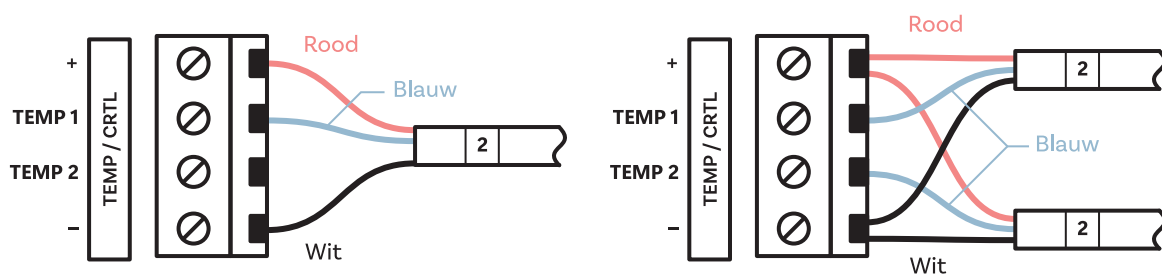 Rood
Blauw
+
TEMP 1
TEMP 2
–
TEMP / CRTL
2
Wit
Rood
Blauw
+
TEMP 1
TEMP 2
–
TEMP / CRTL
2
2
Wit